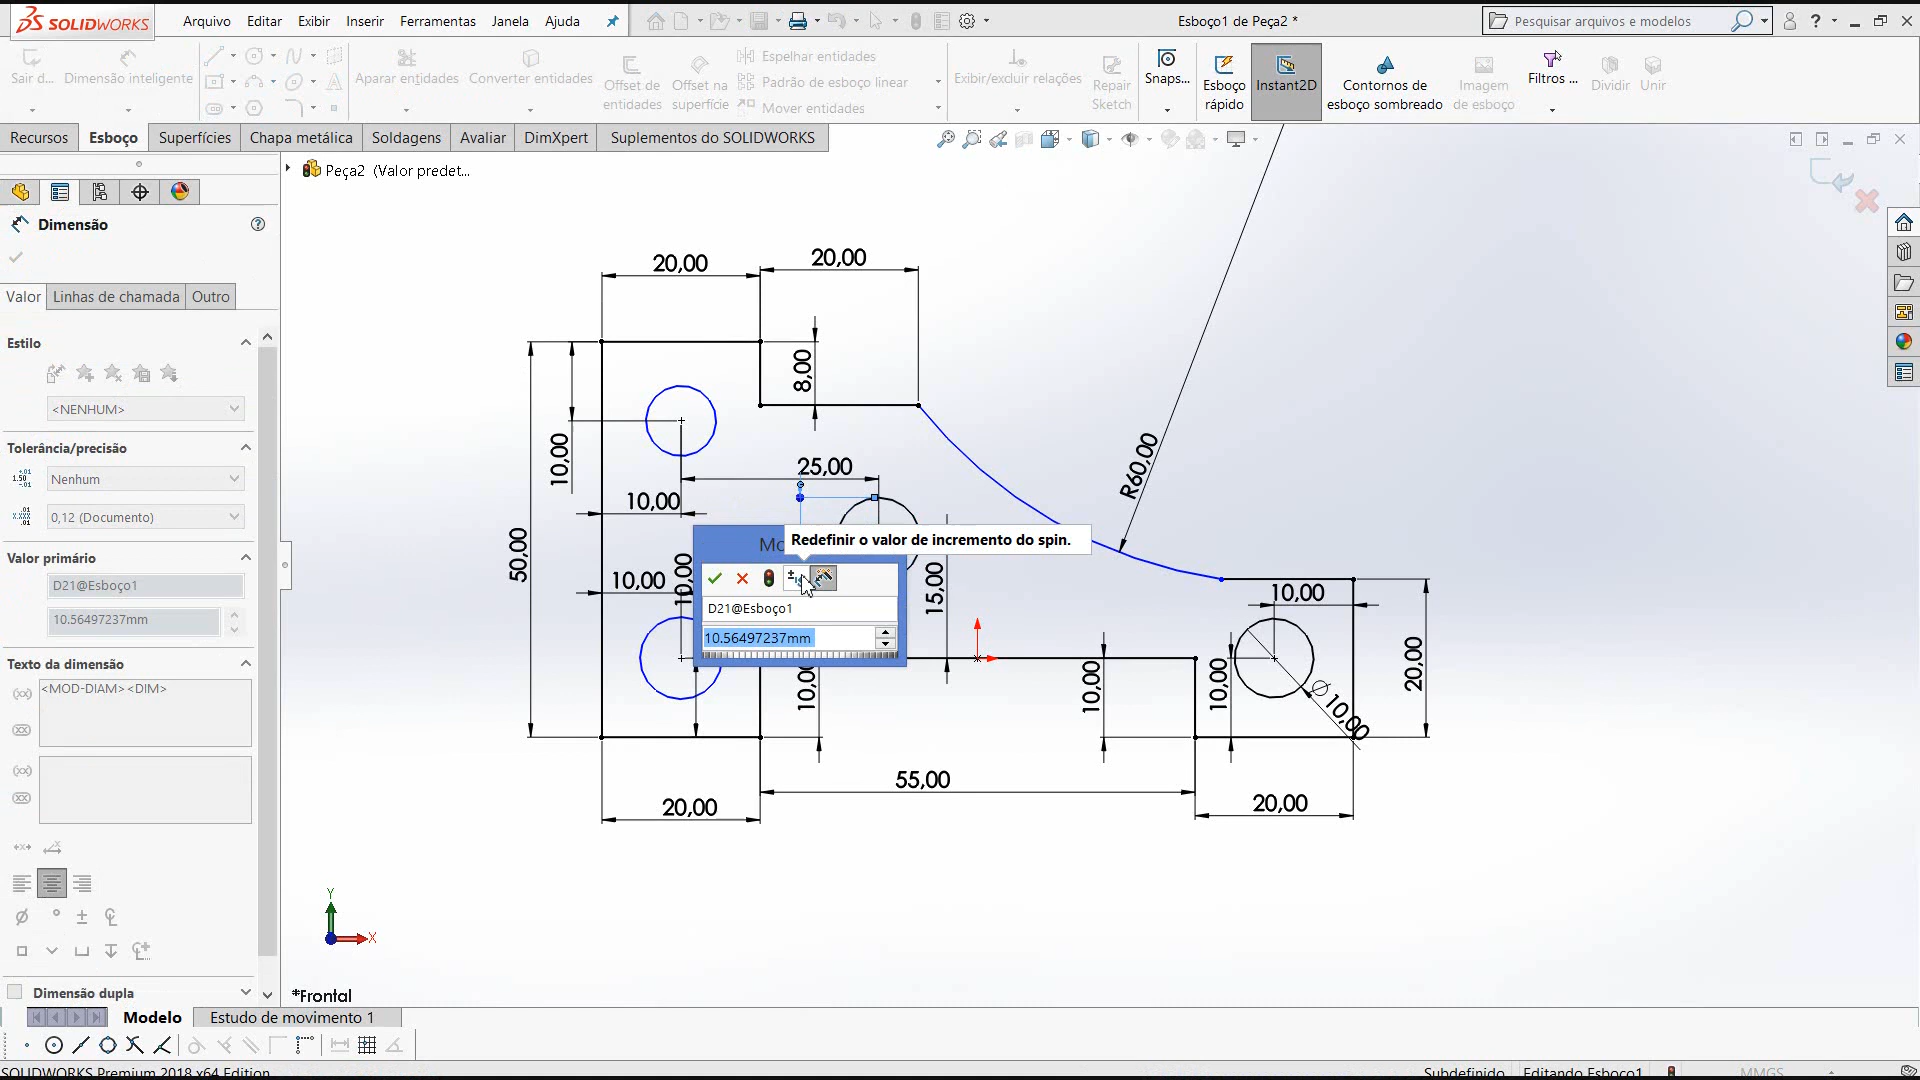 SOLIDWORKS
Arquivo Editar Exibir Inserir Ferramentas Janela Ajuda
Esboço1 de Peça2 *
Pesquisar arquivos e modelos
Sair d...
Dimensão inteligente
Aparar entidades
Converter entidades
Offset de
entidades
Offset na
superfície
Espelhar entidades
Padrão de esboço linear
Mover entidades
Exibir/excluir relações
Repair
Sketch
Snaps...
Esboço
rápido
Instant2D
Contornos de
esboço sombreado
Imagem
de esboço
Filtros ...
Dividir
Unir
Recursos Esboço Superfícies Chapa metálica Soldagens Avaliar DimXpert Suplementos do SOLIDWORKS
Peça2 (Valor predet...
Dimensão
Valor Linhas de chamada Outro
Estilo
<NENHUM>
Tolerância/precisão
Nenhum
0,12 (Documento)
Valor primário
D21@Esboço1
10.56497237mm
Texto da dimensão
<MOD-DIAM><DIM>
Dimensão dupla
20,00
20,00
8,00
10,00
25,00
10,00
50,00
10,00
10,00
R60,00
Mo
Redefinir o valor de incremento do spin.
D21@Esboço1
10.56497237mm
15,00
10,00
10,00
10,00
10,00
∅10,00
20,00
55,00
20,00
20,00
Y
X
*Frontal
Modelo
Estudo de movimento 1
SOLIDWORKS Premium 2018 x64 Edition
Subdefinido
Editando Esboço1
MMGS